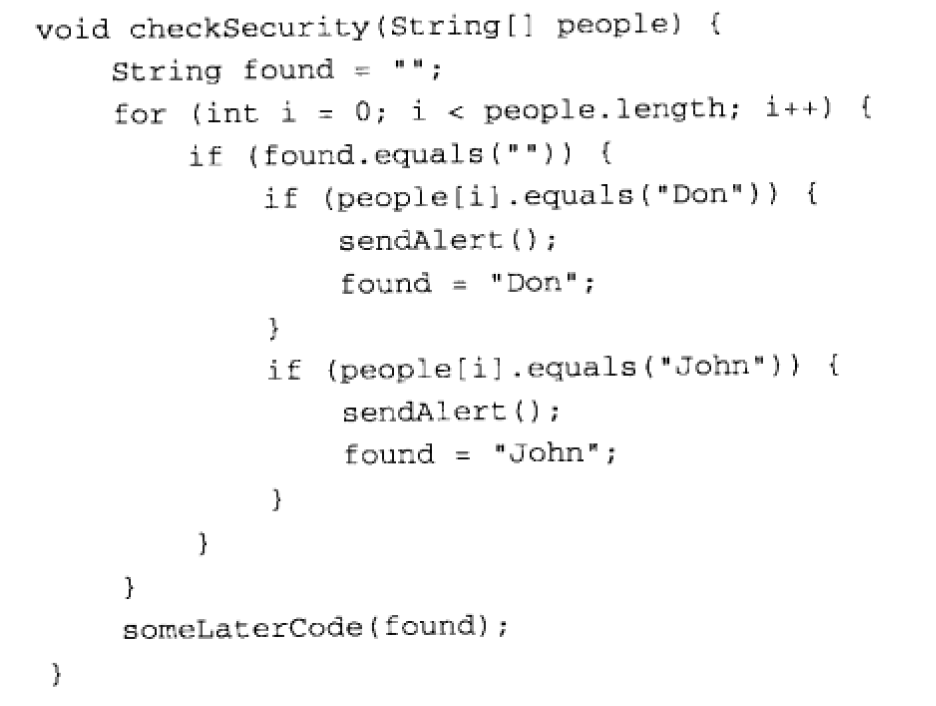 void checkSecurity(String[] people) {
String found = "";
for (int i = 0; i < people.length; i++) {
if (found.equals("")) {
if (people[i].equals("Don")) {
sendAlert();
found = "Don";
}
if (people[i].equals("John")) {
sendAlert();
found = "John";
}
}
}
someLaterCode(found);
}